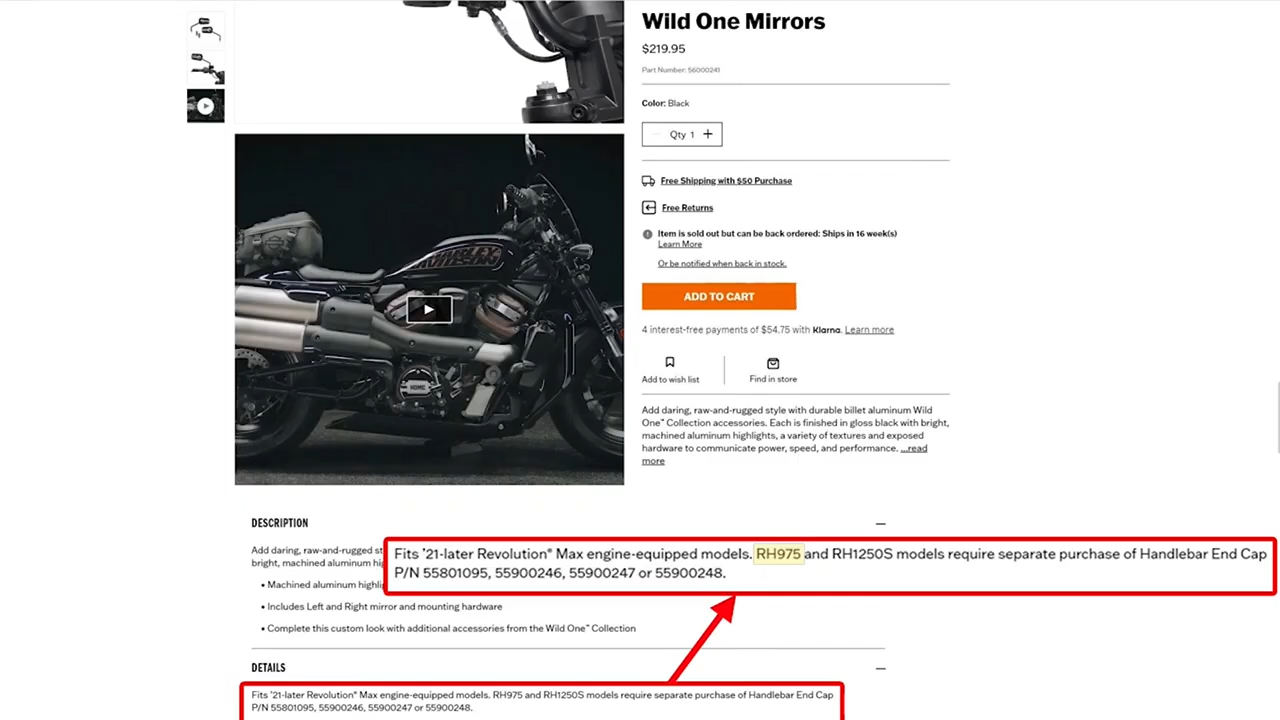 Wild One Mirrors
$219.95
Part Number: 56000241
Color: Black
Qty 1 +
Free Shipping with $50 Purchase
Free Returns
Item is sold out but can be back ordered: Ships in 16 week(s)
Learn More
Or be notified when back in stock.
ADD TO CART
4 interest-free payments of $54.75 with Klarna. Learn more
Add to wish list
Find in store
Add daring, raw-and-rugged style with durable billet aluminum Wild
One™ Collection accessories. Each is finished in gloss black with bright,
machined aluminum highlights, a variety of textures and exposed
hardware to communicate power, speed, and performance. ...read
more
HARLEY
DAVIDSON
HDMC
DESCRIPTION
Add daring, raw-and-rugged st
bright, machined aluminum hi
• Machined aluminum highli
• Includes Left and Right mirror and mounting hardware
• Complete this custom look with additional accessories from the Wild One™ Collection
Fits '21-later Revolution® Max engine-equipped models. RH975 and RH1250S models require separate purchase of Handlebar End Cap
P/N 55801095, 55900246, 55900247 or 55900248.
DETAILS
Fits '21-later Revolution® Max engine-equipped models. RH975 and RH1250S models require separate purchase of Handlebar End Cap
P/N 55801095, 55900246, 55900247 or 55900248.